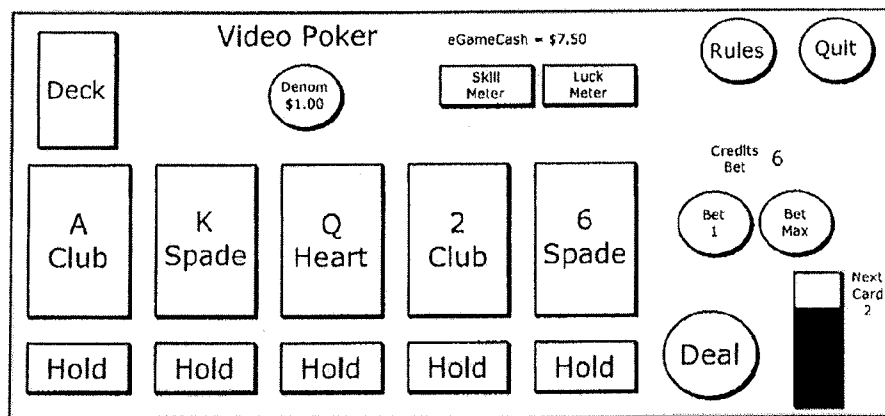 Video Poker
eGameCash = $7.50
Rules
Quit
Deck
Denom
$1.00
Skill
Meter
Luck
Meter
Credits
Bet 6
A
Club
K
Spade
Q
Heart
2
Club
6
Spade
Bet
1
Bet
Max
Next
Card
2
Hold
Hold
Hold
Hold
Hold
Deal